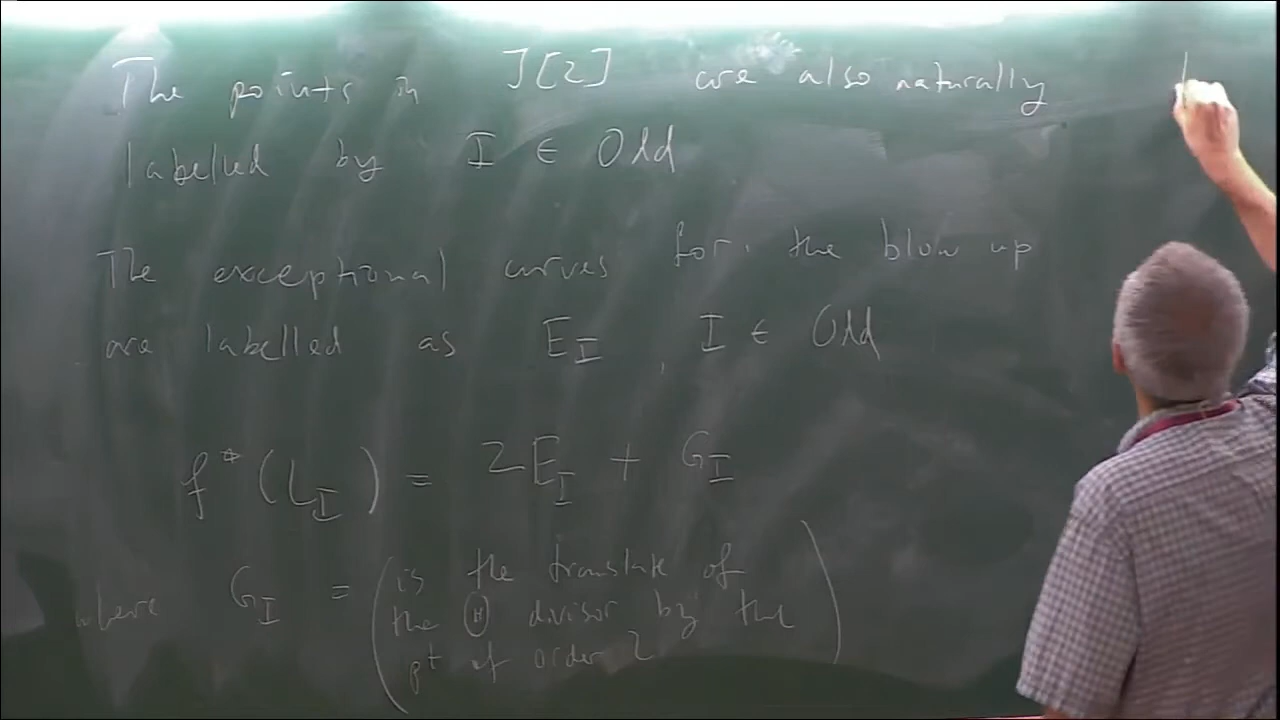 The points in J[2] are also naturally
labelled by I ∈ Odd
The exceptional curves for the blow up
are labelled as E_I, I ∈ Odd
f*(L_I) = 2E_I + G_I
where G_I = (is the translate of
the Θ divisor by the
pt of order 2)